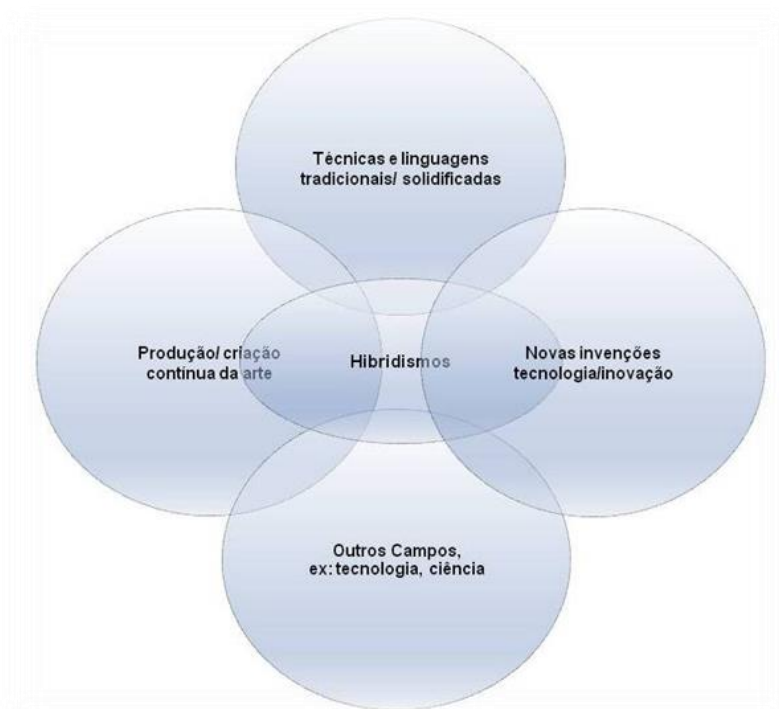 Técnicas e linguagens
tradicionais/ solidificadas
Produção/ criação
contínua da arte
Hibridismos
Novas invenções
tecnologia/inovação
Outros Campos,
ex: tecnologia, ciência